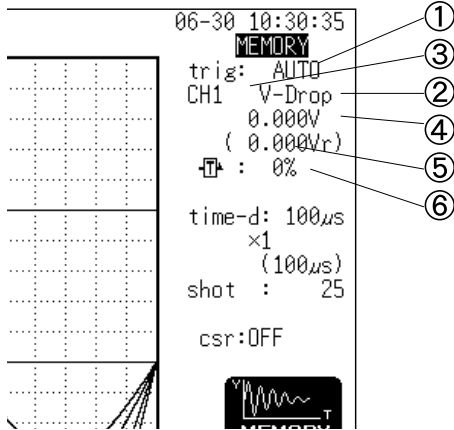 06-30 10:30:35
MEMORY
trig: AUTO
CH1 V-Drop
0.000V
( 0.000Vr)
T : 0%
time-d: 100µs
×1
(100µs)
shot : 25
csr:OFF
Y
T
MEMORY
①
③
②
④
⑤
⑥